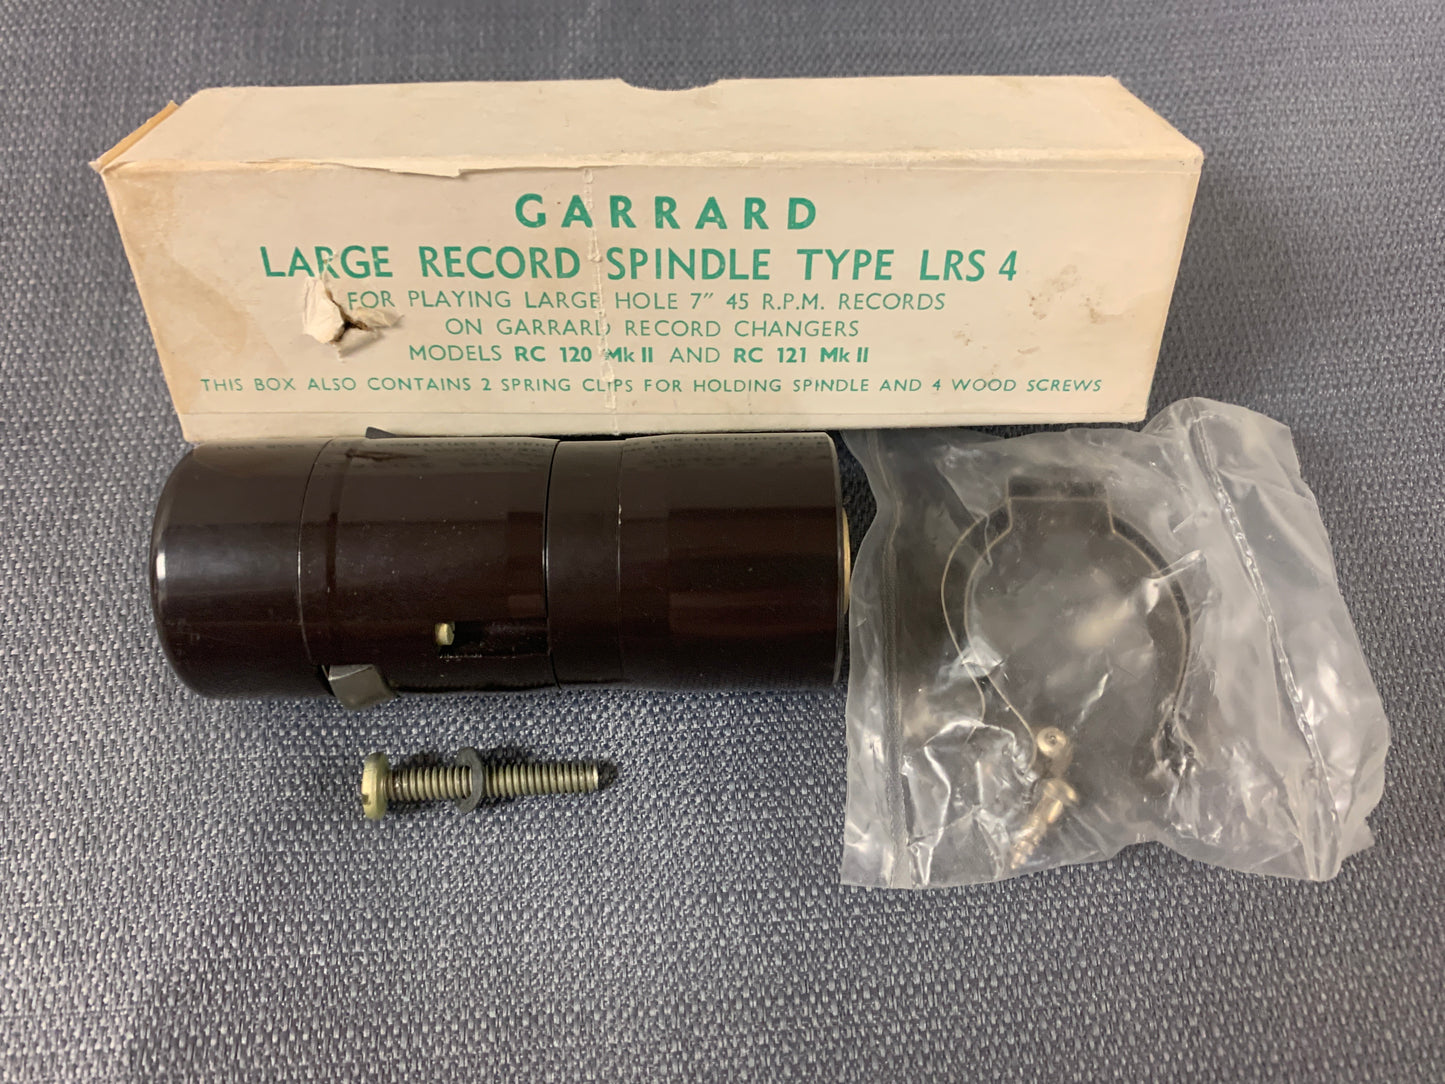 GARRARD
LARGE RECORD SPINDLE TYPE LRS 4
FOR PLAYING LARGE HOLE 7" 45 R.P.M. RECORDS
ON GARRARD RECORD CHANGERS
MODELS RC 120 Mk II AND RC 121 Mk II
THIS BOX ALSO CONTAINS 2 SPRING CLIPS FOR HOLDING SPINDLE AND 4 WOOD SCREWS